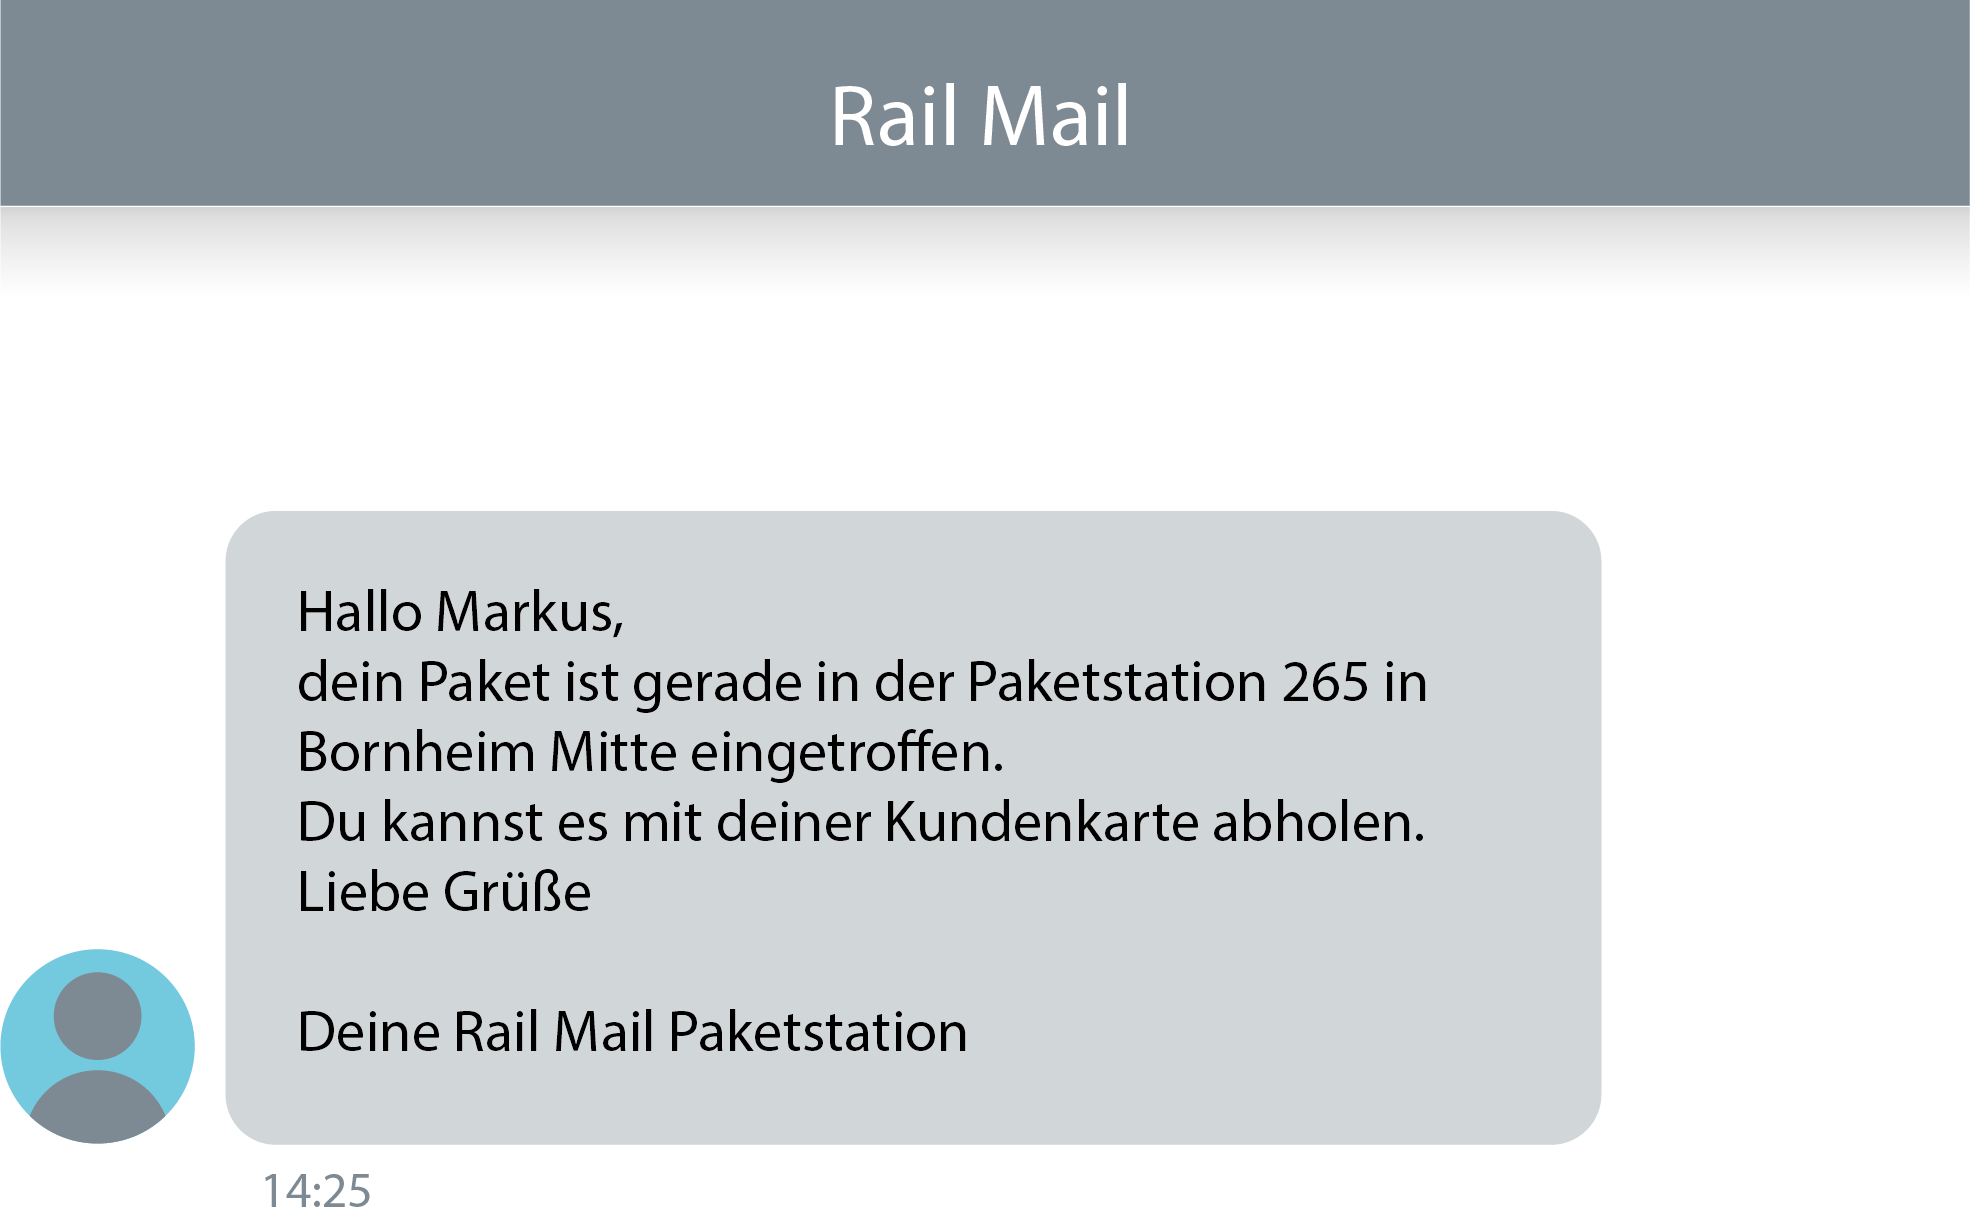 Rail Mail
Hallo Markus,
dein Paket ist gerade in der Paketstation 265 in
Bornheim Mitte eingetroffen.
Du kannst es mit deiner Kundenkarte abholen.
Liebe Grüße
Deine Rail Mail Paketstation
14:25